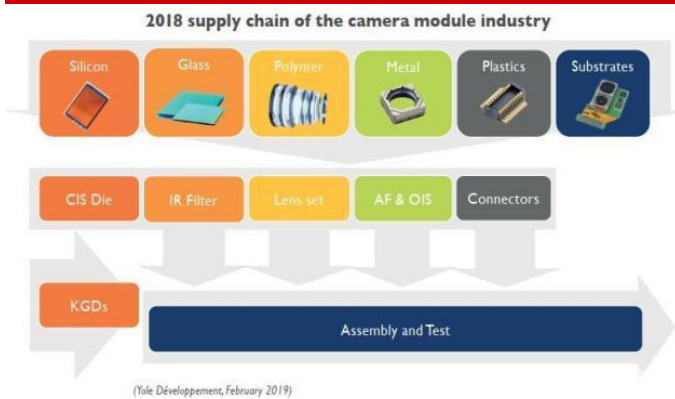 2018 supply chain of the camera module industry
Silicon
Glass
Polymer
Metal
Plastics
Substrates
CIS Die
IR Filter
Lens set
AF & OIS
Connectors
KGDs
Assembly and Test
(Yole Développement, February 2019)